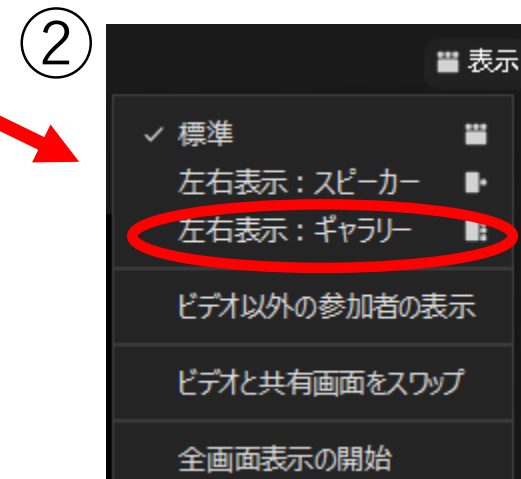 ②
表示
✓ 標準
左右表示：スピーカー
左右表示：ギャラリー
ビデオ以外の参加者の表示
ビデオと共有画面をスワップ
全画面表示の開始